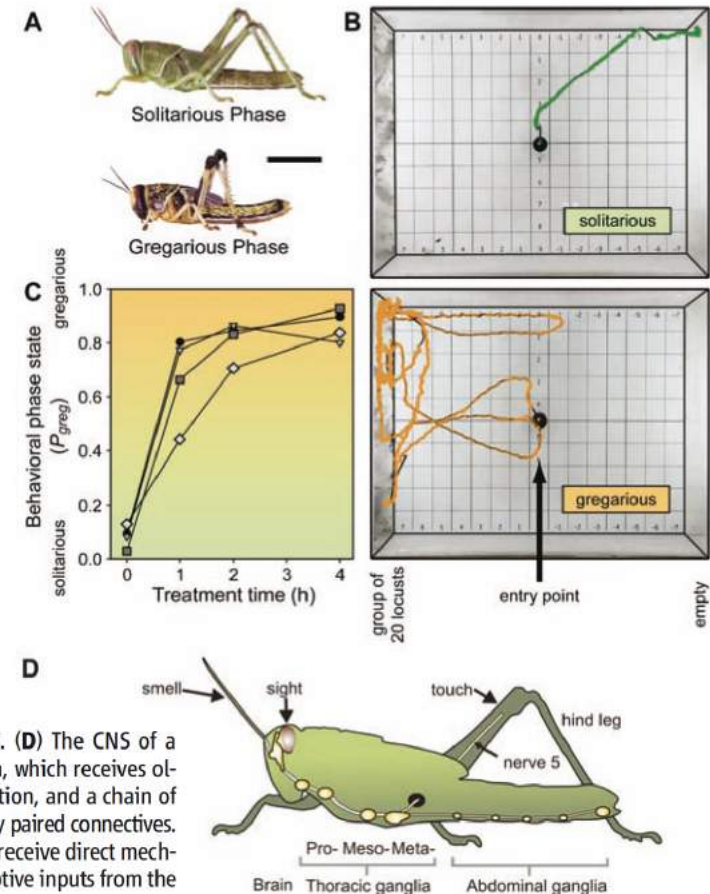 A
Solitarious Phase
Gregarious Phase
B
solitarious
gregarious
group of
20 locusts
entry point
empty
C
gregarious
solitarious
Behavioral phase state
(Pgreg)
1.0
0.8
0.6
0.4
0.2
0.0
0 1 2 3 4
Treatment time (h)
D
smell
sight
touch
hind leg
nerve 5
Pro- Meso- Meta-
Brain Thoracic ganglia Abdominal ganglia
. (D) The CNS of a
, which receives ol-
tion, and a chain of
y paired connectives.
receive direct mech-
ptive inputs from the